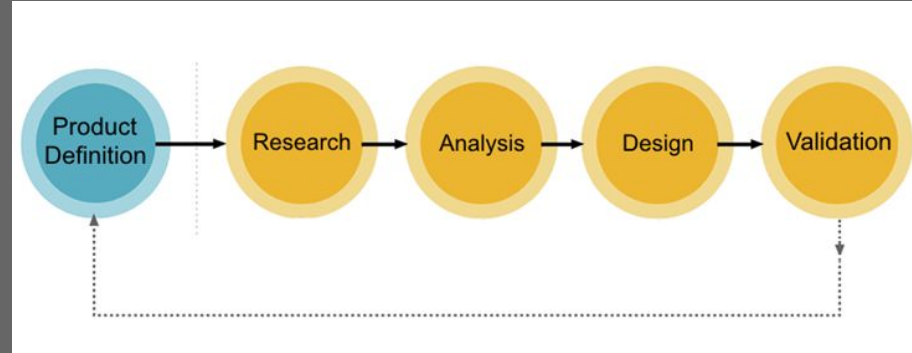 Product
Definition
Research
Analysis
Design
Validation